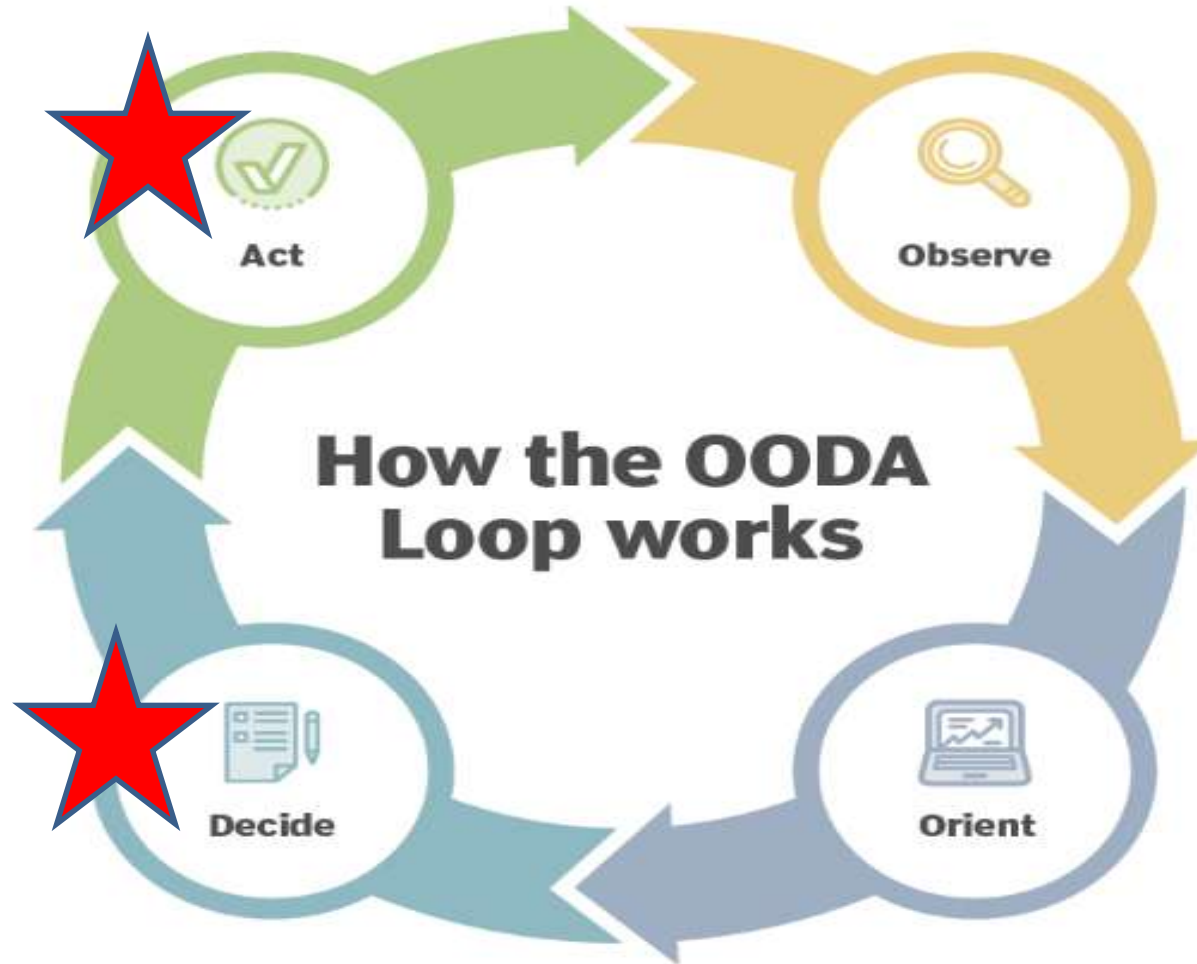 Act
Observe
How the OODA
Loop works
Decide
Orient